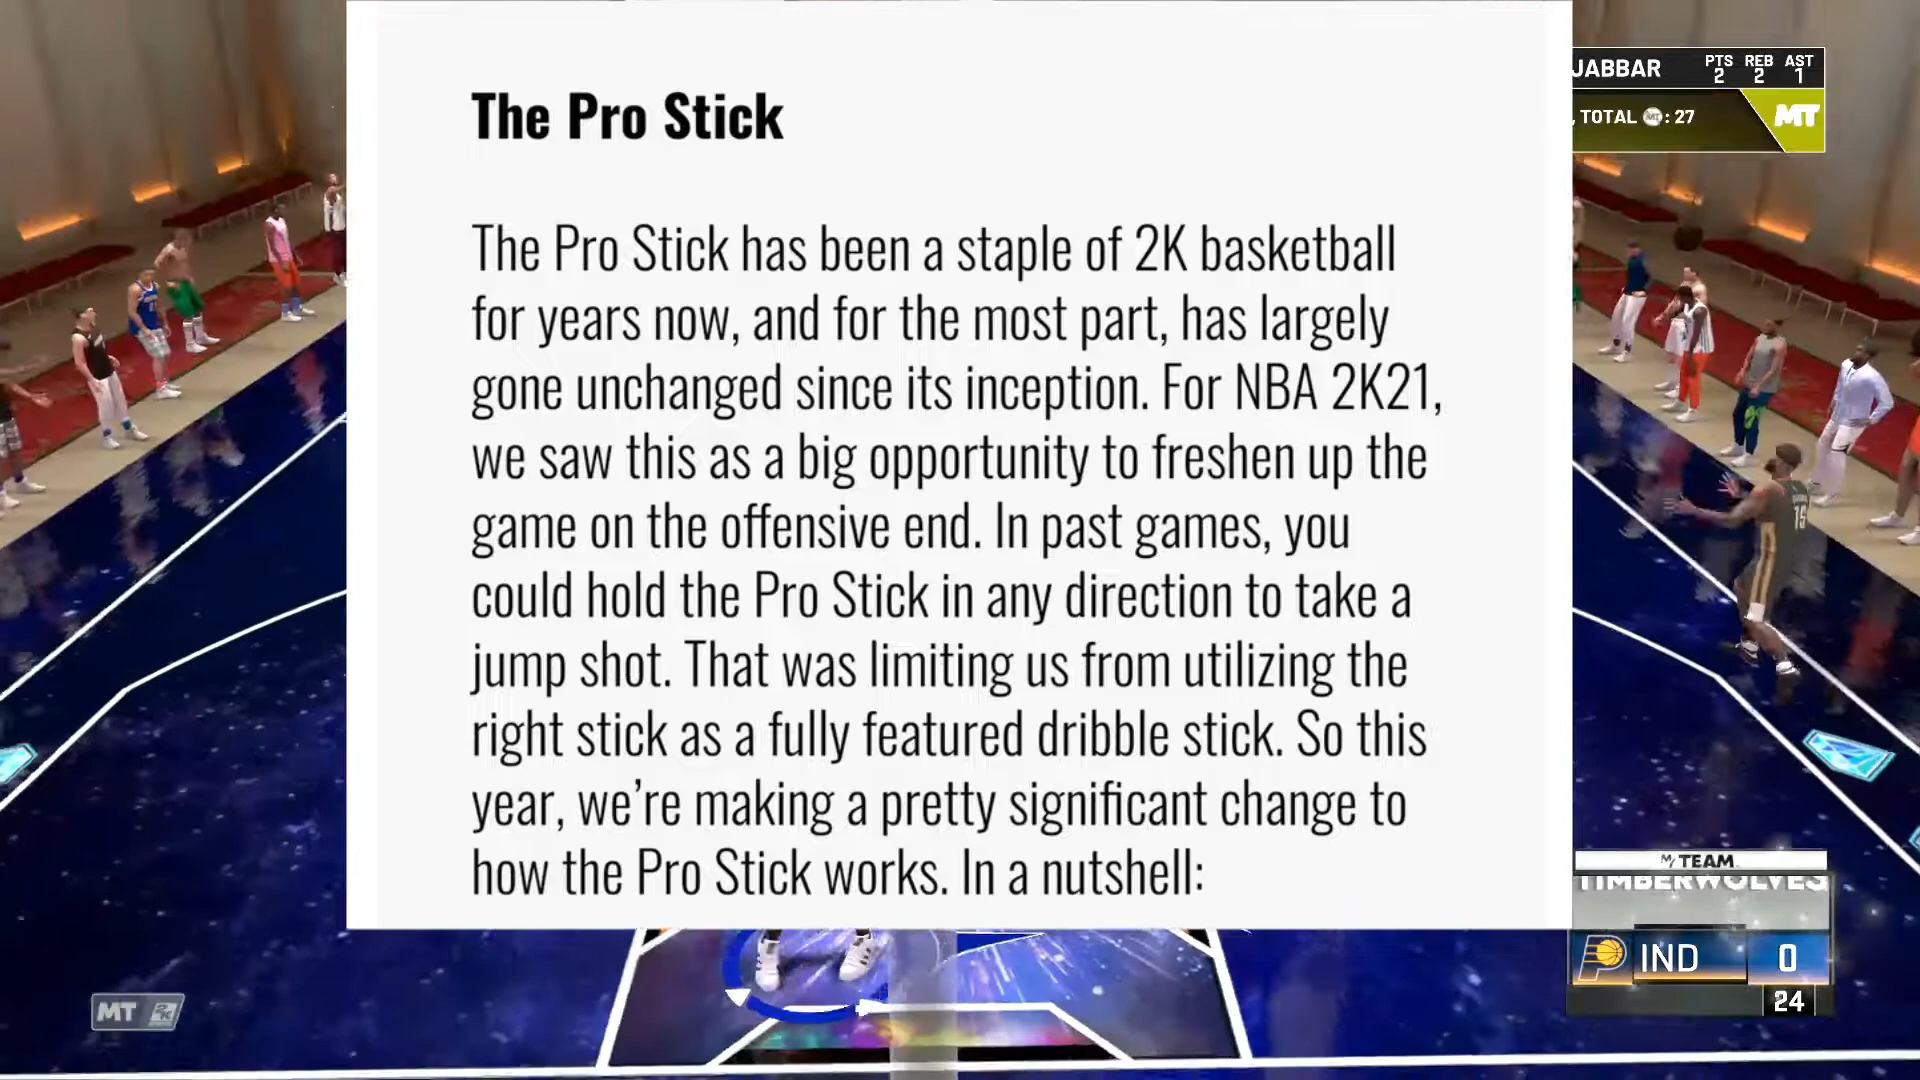 The Pro Stick
The Pro Stick has been a staple of 2K basketball
for years now, and for the most part, has largely
gone unchanged since its inception. For NBA 2K21,
we saw this as a big opportunity to freshen up the
game on the offensive end. In past games, you
could hold the Pro Stick in any direction to take a
jump shot. That was limiting us from utilizing the
right stick as a fully featured dribble stick. So this
year, we're making a pretty significant change to
how the Pro Stick works. In a nutshell:
JABBAR PTS REB AST
2 2 1
, TOTAL MT: 27
MT
15
MyTEAM
TIMBERWOLVES
IND 0
24
MT 2K